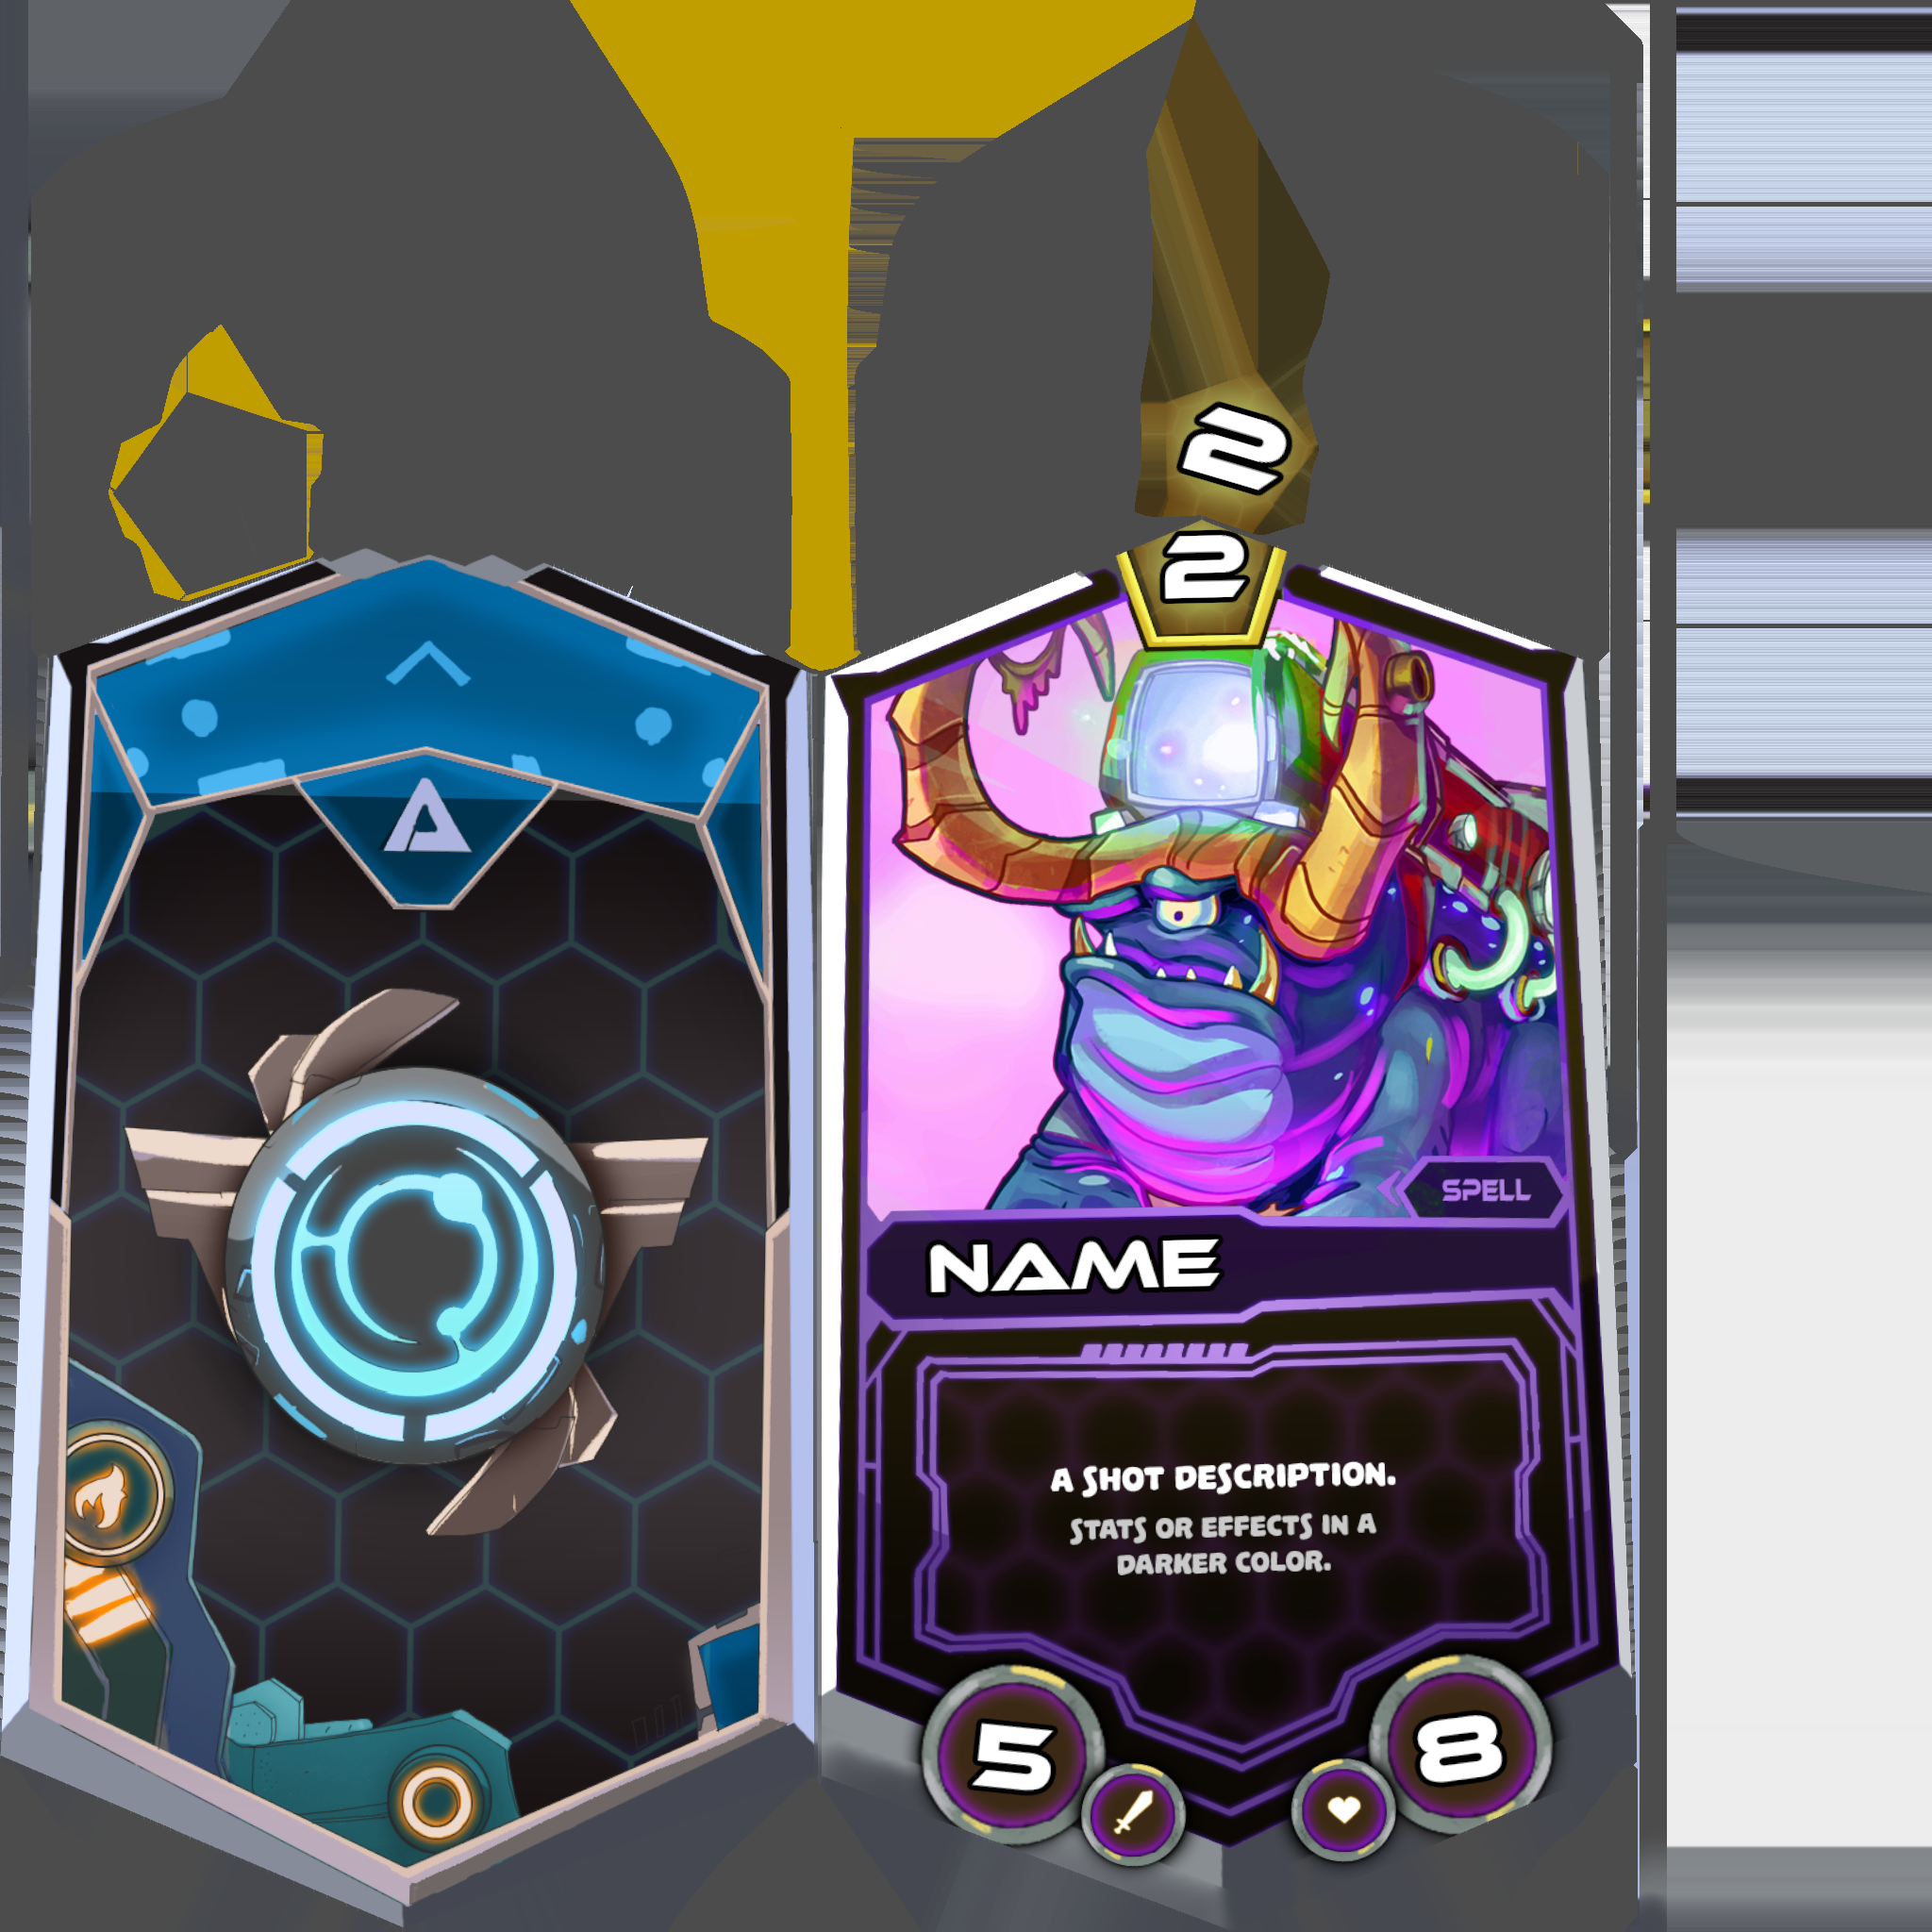 2
2
SPELL
NAME
A SHOT DESCRIPTION.
STATS OR EFFECTS IN A
DARKER COLOR.
5
8